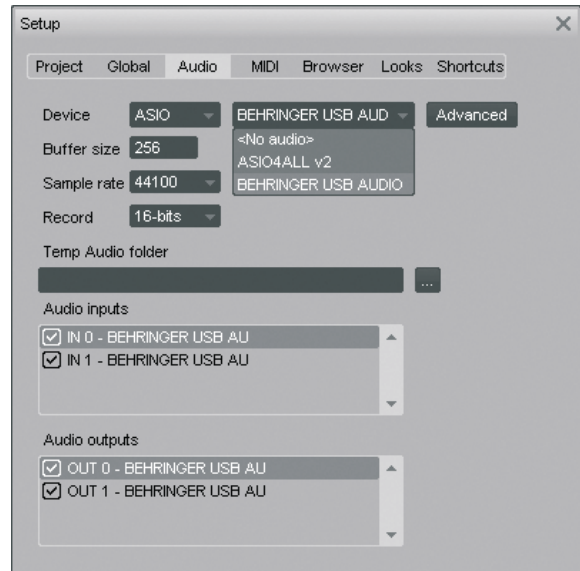 Setup
Project Global Audio MIDI Browser Looks Shortcuts
Device ASIO BEHRINGER USB AUD Advanced
<No audio>
Buffer size 256
ASIO4ALL v2
Sample rate 44100
BEHRINGER USB AUDIO
Record 16-bits
Temp Audio folder
...
Audio inputs
IN 0 - BEHRINGER USB AU
IN 1 - BEHRINGER USB AU
Audio outputs
OUT 0 - BEHRINGER USB AU
OUT 1 - BEHRINGER USB AU